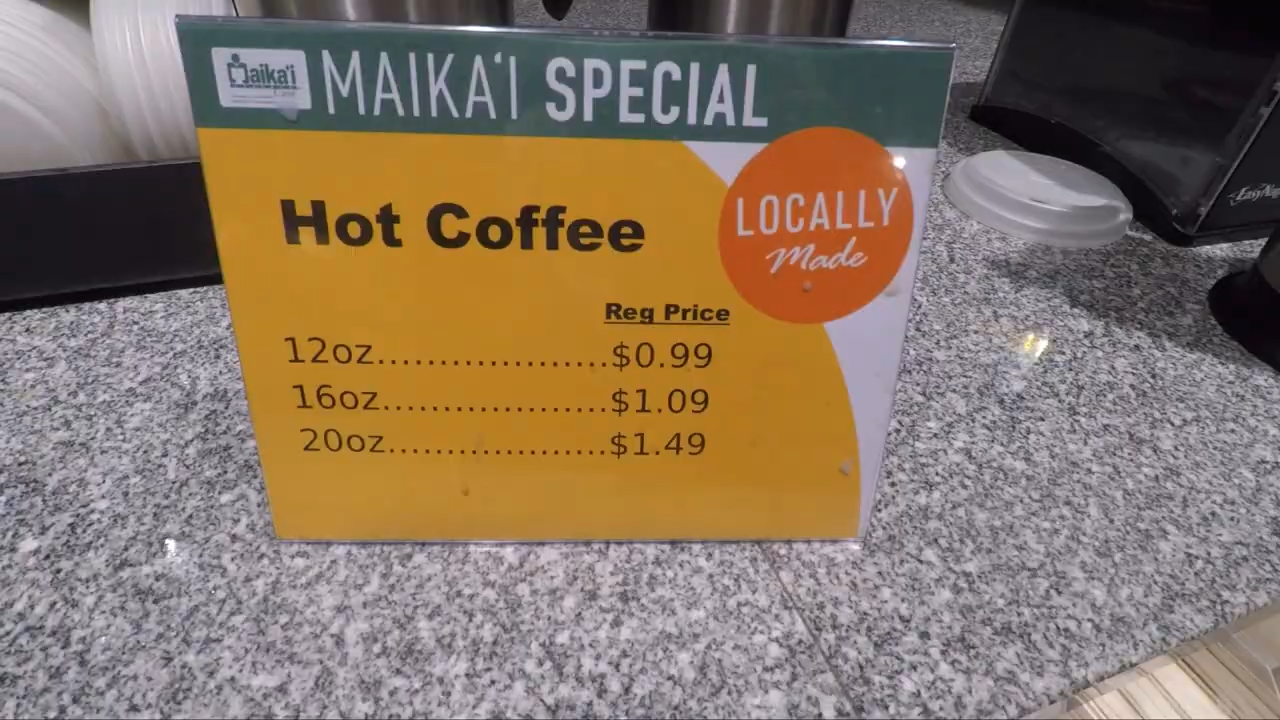 Maika'i
MAIKA'I SPECIAL
LOCALLY
Made
Hot Coffee
Reg Price
12oz..................$0.99
16oz..................$1.09
20oz..................$1.49